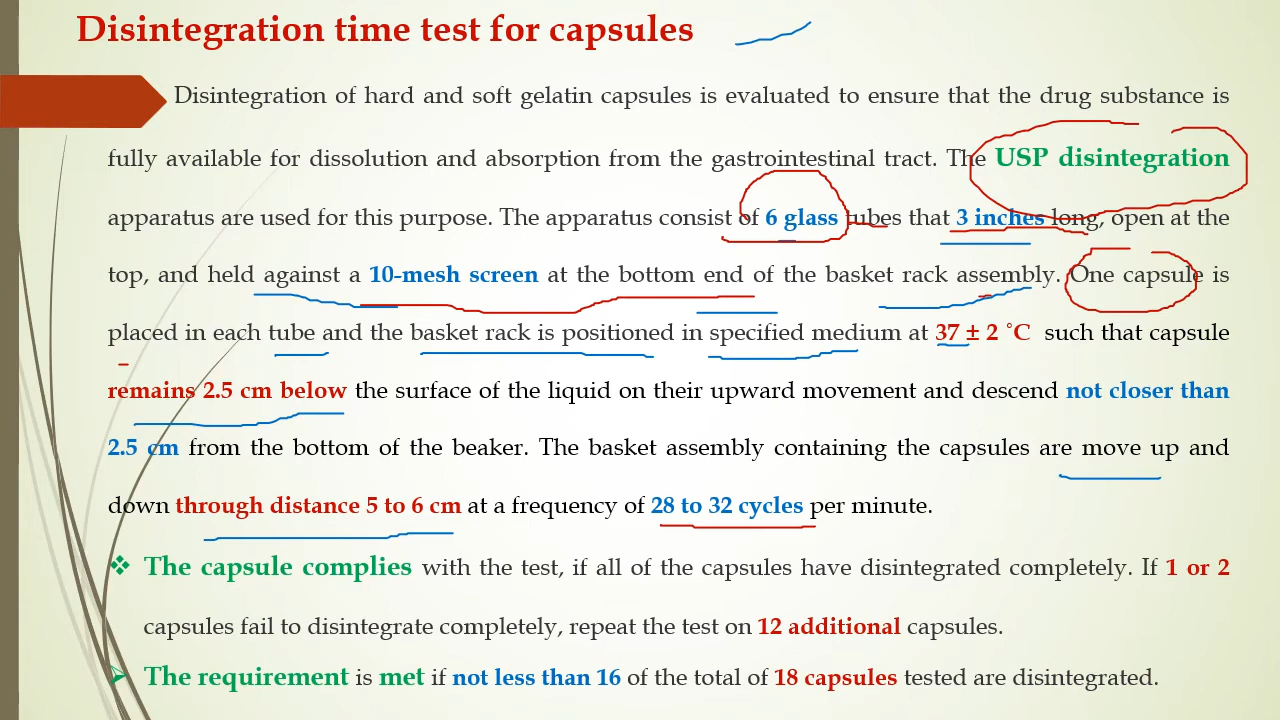 Disintegration time test for capsules
Disintegration of hard and soft gelatin capsules is evaluated to ensure that the drug substance is
fully available for dissolution and absorption from the gastrointestinal tract. The USP disintegration
apparatus are used for this purpose. The apparatus consist of 6 glass tubes that 3 inches long, open at the
top, and held against a 10-mesh screen at the bottom end of the basket rack assembly. One capsule is
placed in each tube and the basket rack is positioned in specified medium at 37 ± 2 ˚C such that capsule
remains 2.5 cm below the surface of the liquid on their upward movement and descend not closer than
2.5 cm from the bottom of the beaker. The basket assembly containing the capsules are move up and
down through distance 5 to 6 cm at a frequency of 28 to 32 cycles per minute.
❖ The capsule complies with the test, if all of the capsules have disintegrated completely. If 1 or 2
capsules fail to disintegrate completely, repeat the test on 12 additional capsules.
➢ The requirement is met if not less than 16 of the total of 18 capsules tested are disintegrated.